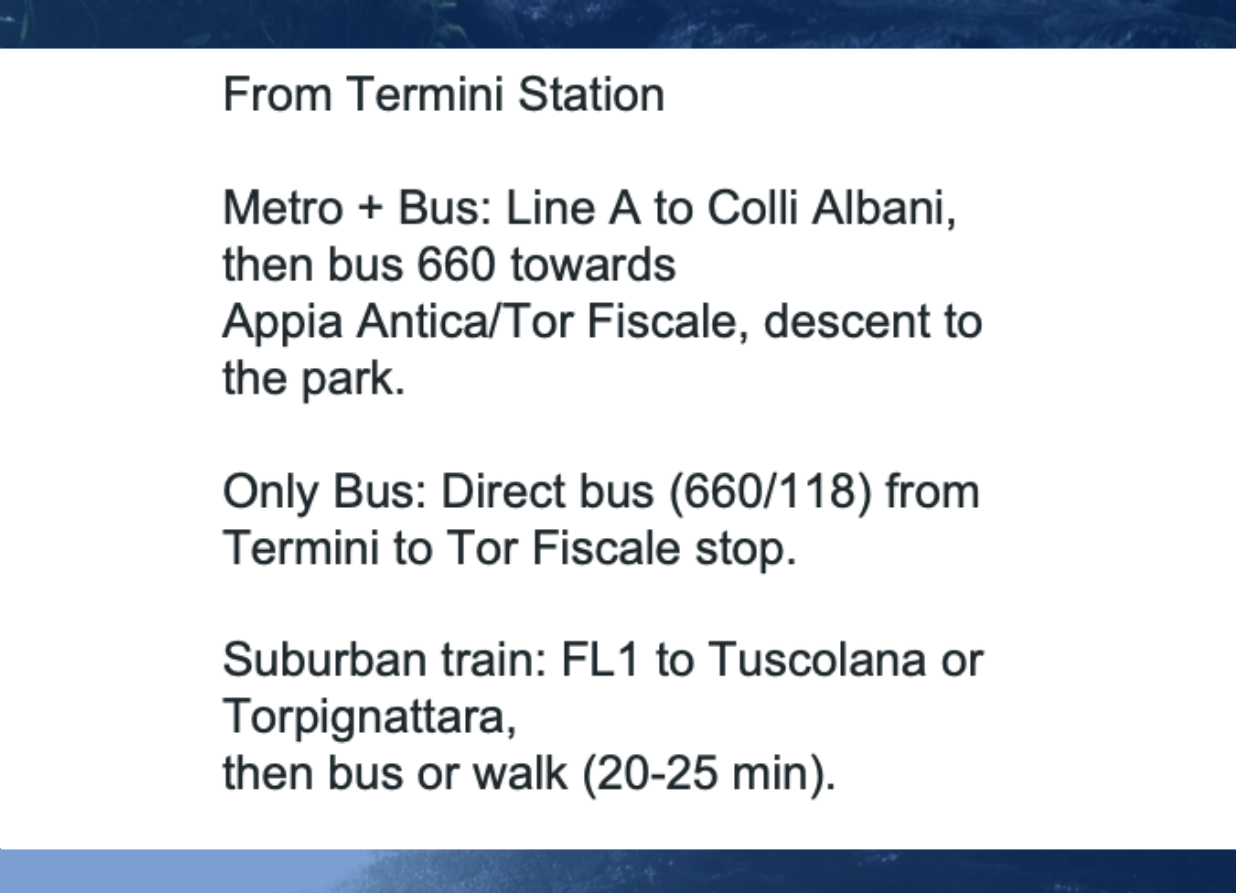 From Termini Station
Metro + Bus: Line A to Colli Albani,
then bus 660 towards
Appia Antica/Tor Fiscale, descent to
the park.
Only Bus: Direct bus (660/118) from
Termini to Tor Fiscale stop.
Suburban train: FL1 to Tuscolana or
Torpignattara,
then bus or walk (20-25 min).